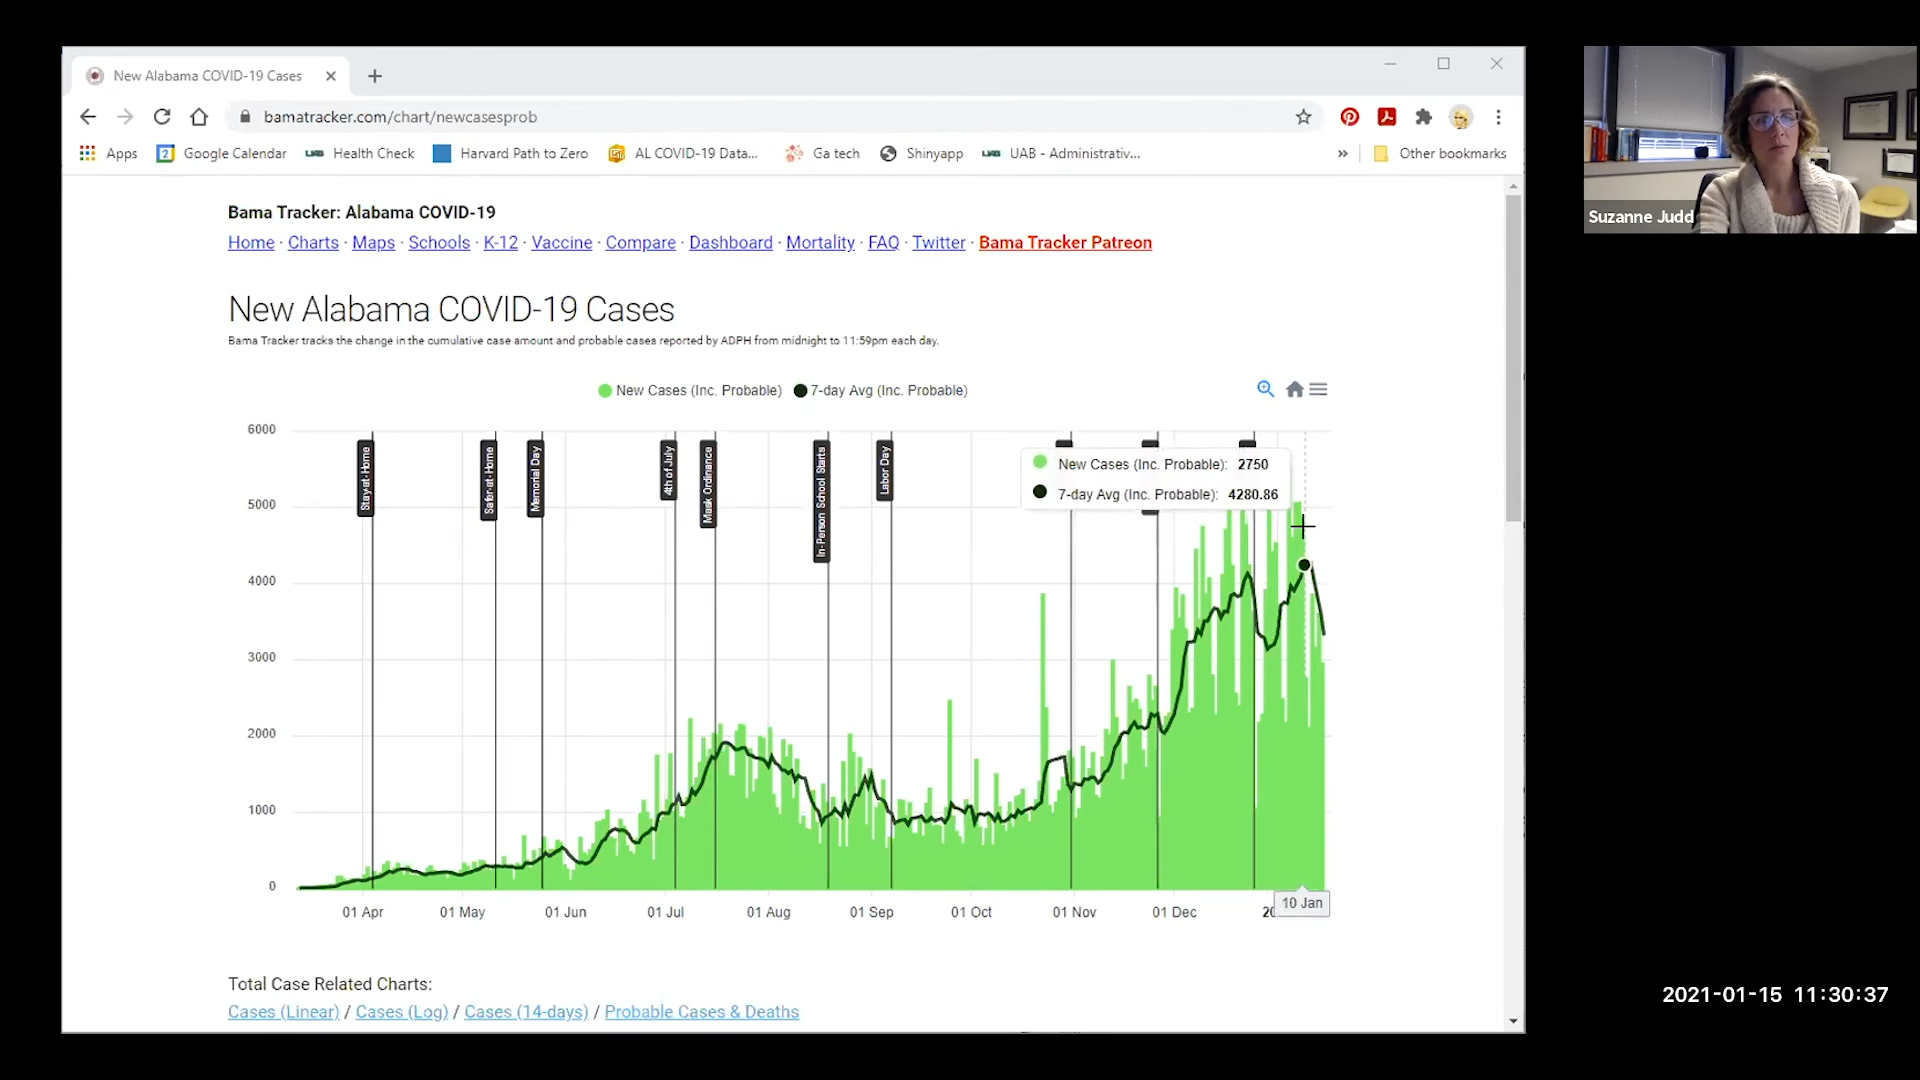 New Alabama COVID-19 Cases
bamatracker.com/chart/newcasesprob
Apps
2
Google Calendar
UAB
Health Check
Harvard Path to Zero
AL COVID-19 Data...
Ga tech
Shinyapp
UAB
UAB - Administrativ...
»
Other bookmarks
Suzanne Judd
Bama Tracker: Alabama COVID-19
Home · Charts · Maps · Schools · K-12 · Vaccine · Compare · Dashboard · Mortality · FAQ · Twitter · Bama Tracker Patreon
New Alabama COVID-19 Cases
Bama Tracker tracks the change in the cumulative case amount and probable cases reported by ADPH from midnight to 11:59pm each day.
New Cases (Inc. Probable)
7-day Avg (Inc. Probable)
6000
5000
4000
3000
2000
1000
0
Stay-at-Home
Safer-at-Home
Memorial Day
4th of July
Mask Ordinance
In-Person School Starts
Labor Day
New Cases (Inc. Probable): 2750
7-day Avg (Inc. Probable): 4280.86
01 Apr
01 May
01 Jun
01 Jul
01 Aug
01 Sep
01 Oct
01 Nov
01 Dec
10 Jan
Total Case Related Charts:
Cases (Linear) / Cases (Log) / Cases (14-days) / Probable Cases & Deaths
2021-01-15 11:30:37